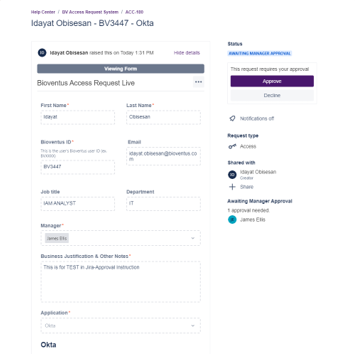 Help Center / BV Access Request System / ACC-169
Idayat Obisesan - BV3447 - Okta
Idayat Obisesan raised this on Today 1:31 PM
Hide details
Viewing Form
Bioventus Access Request Live
First Name*
Last Name*
Idayat
Obisesan
Bioventus ID*
Email
This is the user's Bioventus user ID (ex.
idayat.obisesan@bioventus.co
m
BV3447
Job title
Department
IAM ANALYST
IT
Manager*
James Ellis
Business Justification & Other Notes*
This is for TEST in Jira-Approval Instruction
Application*
Okta
Okta
Status
AWAITING MANAGER APPROVAL
This request requires your approval.
Approve
Decline
Notifications off
Request type
Access
Shared with
Idayat Obisesan
Creator
Share
Awaiting Manager Approval
1 approval needed
James Ellis